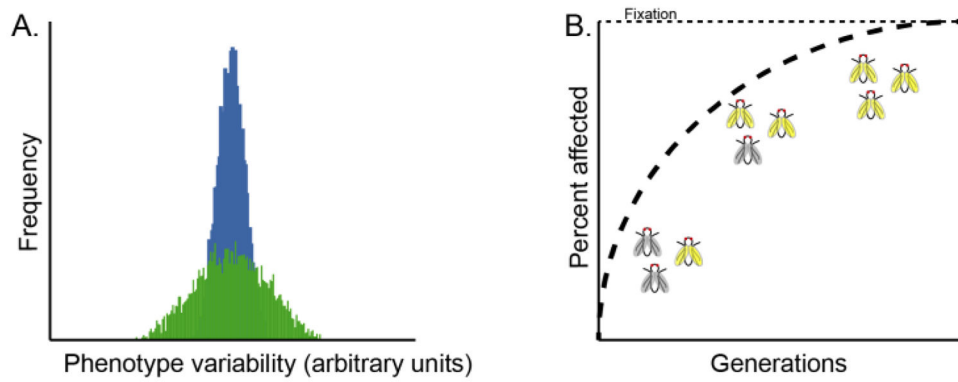 A.
Frequency
Phenotype variability (arbitrary units)
B.
Fixation
Percent affected
Generations